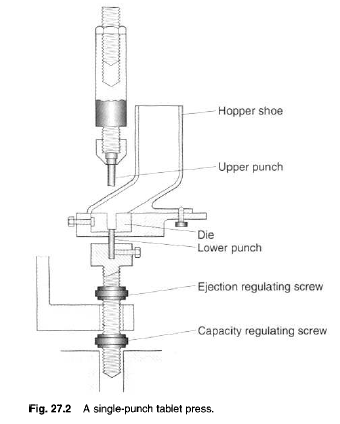 Hopper shoe
Upper punch
Die
Lower punch
Ejection regulating screw
Capacity regulating screw
Fig. 27.2 A single-punch tablet press.